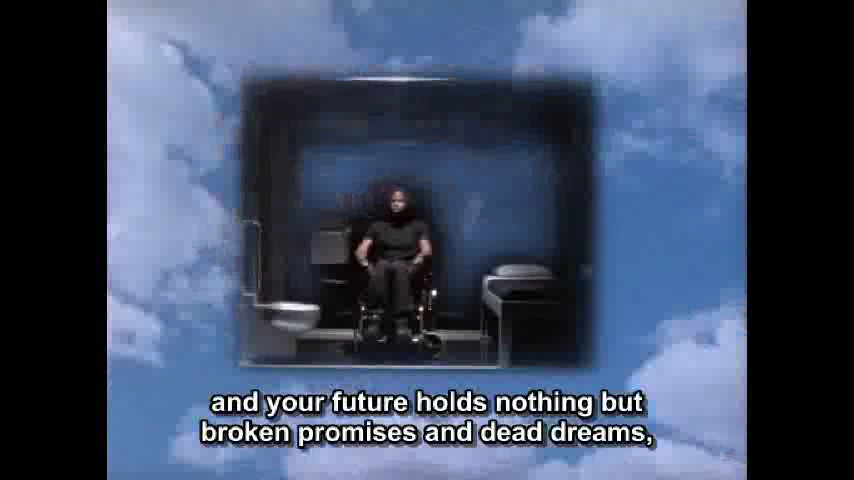 and your future holds nothing but
broken promises and dead dreams,